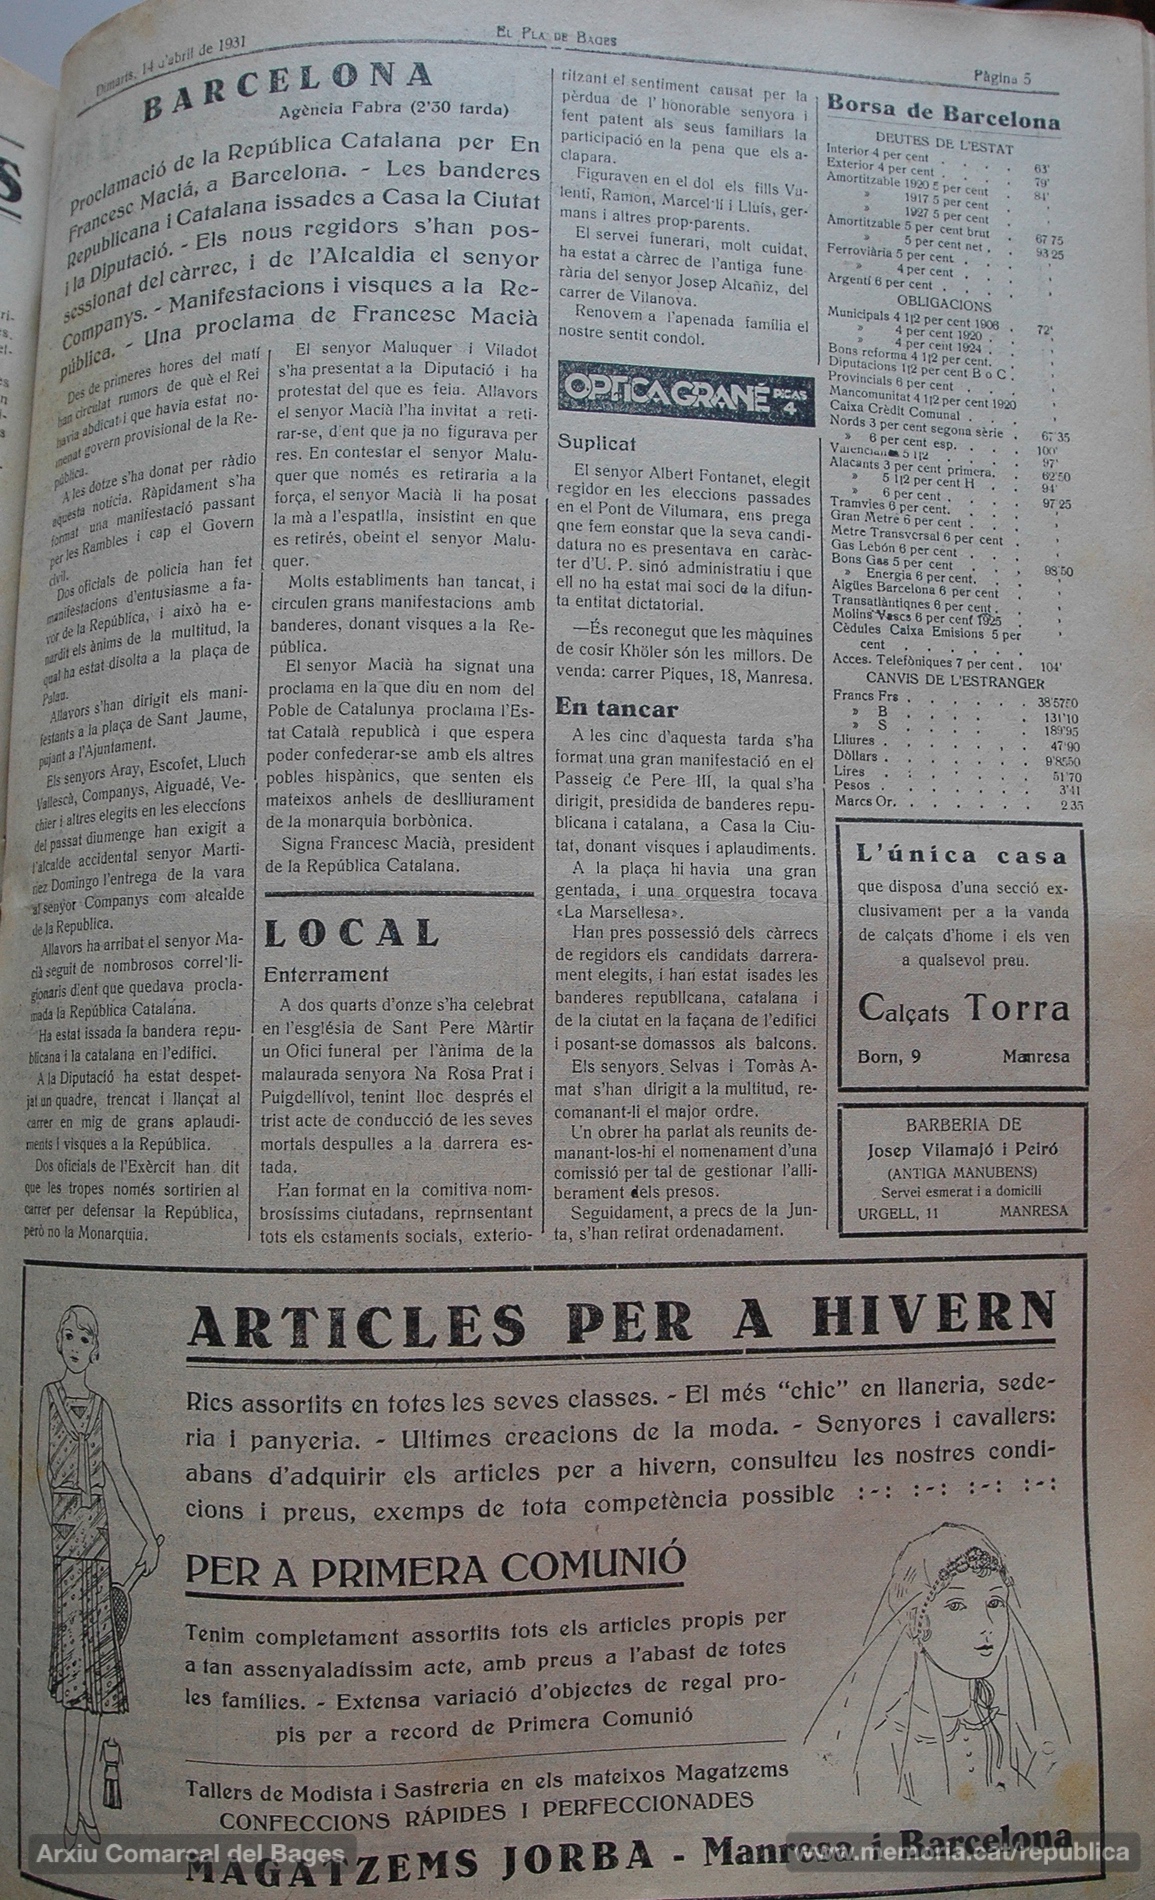 Dimarts, 14 d'abril de 1931
EL PLA DE BAGES
Pàgina 5
BARCELONA
Agència Fabra (2'30 tarda)
Proclamació de la República Catalana per En
Francesc Maciá, a Barcelona. - Les banderes
Republicana i Catalana issades a Casa la Ciutat
i la Diputació. - Els nous regidors s'han pos-
sessionat del càrrec, i de l'Alcaldia el senyor
Companys. - Manifestacions i visques a la Re-
pública. - Una proclama de Francesc Macià
Des de primeres hores del matí
han circulat rumors de què el Rei
havia abdicat i que havia estat no-
menat govern provisional de la Re-
pública.
A les dotze s'ha donat per ràdio
aquesta notícia. Ràpidament s'ha
format una manifestació passant
per les Rambles i cap el Govern
civil.
Dos oficials de policia han fet
manifestacions d'entusiasme a fa-
vor de la República, i això ha e-
nardit els ànims de la multitud, la
qual ha estat disolta a la plaça de
Palau.
Allavors s'han dirigit els mani-
festants a la plaça de Sant Jaume,
pujant a l'Ajuntament.
Els senyors Aray, Escofet, Lluch
Vallescà, Companys, Aiguadé, Ve-
chier i altres elegits en les eleccions
del passat diumenge han exigit a
l'alcalde accidental senyor Marti-
nez Domingo l'entrega de la vara
al senyor Companys com alcalde
de la Republica.
Allavors ha arribat el senyor Ma-
cià seguit de nombrosos correl·li-
gionaris d'ent que quedava procla-
mada la República Catalana.
Ha estat issada la bandera repu-
blicana i la catalana en l'edifici.
A la Diputació ha estat despet-
jat un quadre, trencat i llançat al
carrer en mig de grans aplaudi-
ments i visques a la República.
Dos oficials de l'Exèrcit han dit
que les tropes només sortirien al
carrer per defensar la República,
però no la Monarquia.
El senyor Maluquer i Viladot
s'ha presentat a la Diputació i ha
protestat del que es feia. Allavors
el senyor Macià l'ha invitat a reti-
rar-se, d'ent que ja no figurava per
res. En contestar el senyor Malu-
quer que només es retiraria a la
força, el senyor Macià li ha posat
la mà a l'espatlla, insistint en que
es retirés, obeint el senyor Malu-
quer.
Molts establiments han tancat, i
circulen grans manifestacions amb
banderes, donant visques a la Re-
pública.
El senyor Macià ha signat una
proclama en la que diu en nom del
Poble de Catalunya proclama l'Es-
tat Català republicà i que espera
poder confederar-se amb els altres
pobles hispànics, que senten els
mateixos anhels de deslliurament
de la monarquia borbònica.
Signa Francesc Macià, president
de la República Catalana.
LOCAL
Enterrament
A dos quarts d'onze s'ha celebrat
en l'església de Sant Pere Màrtir
un Ofici funeral per l'ànima de la
malaurada senyora Na Rosa Prat i
Puigdellívol, tenint lloc després el
trist acte de conducció de les seves
mortals despulles a la darrera es-
tada.
Han format en la comitiva nom-
brosíssims ciutadans, reprnsentant
tots els estaments socials, exterio-
ritzant el sentiment causat per la
pèrdua de l'honorable senyora i
fent patent als seus familiars la
participació en la pena que els a-
clapara.
Figuraven en el dol els fills Va-
lentí, Ramon, Marcel·lí i Lluís, ger-
mans i altres prop-parents.
El servei funerari, molt cuidat,
ha estat a càrrec de l'antiga fune-
rària del senyor Josep Alcañiz, del
carrer de Vilanova.
Renovem a l'apenada família el
nostre sentit condol.
OPTICA GRANÉ PICAS 4
Suplicat
El senyor Albert Fontanet, elegit
regidor en les eleccions passades
en el Pont de Vilumara, ens prega
qne fem eonstar que la seva candi-
datura no es presentava en caràc-
ter d'U. P. sinó administratiu i que
ell no ha estat mai soci de la difun-
ta entitat dictatorial.
—És reconegut que les màquines
de cosir Khöler són les millors. De
venda: carrer Piques, 18, Manresa.
En tancar
A les cinc d'aquesta tarda s'ha
format una gran manifestació en el
Passeig de Pere III, la qual s'ha
dirigit, presidida de banderes repu-
blicana i catalana, a Casa la Ciu-
tat, donant visques i aplaudiments.
A la plaça hi havia una gran
gentada, i una orquestra tocava
«La Marsellesa».
Han pres possessió dels càrrecs
de regidors els candidats darrera-
ment elegits, i han estat isades les
banderes republicana, catalana i
de la ciutat en la façana de l'edifici
i posant-se domassos als balcons.
Els senyors Selvas i Tomàs A-
mat s'han dirigit a la multitud, re-
comanant-li el major ordre.
Un obrer ha parlat als reunits de-
manant-los-hi el nomenament d'una
comissió per tal de gestionar l'alli-
berament dels presos.
Seguidament, a precs de la Jun-
ta, s'han retirat ordenadament.
Borsa de Barcelona
DEUTES DE L'ESTAT
Interior 4 per cent . . . . 63'
Exterior 4 per cent . . . . 79'
Amortitzable 1920 5 per cent 84'
» 1917 5 per cent .
» 1927 5 per cent .
Amortitzable 5 per cent brut . 67 75
» 5 per cent net . 93 25
Ferroviària 5 per cent . . .
» 4 per cent . . .
Argentí 6 per cent . . . .
OBLIGACIONS
Municipals 4 1|2 per cent 1906 . 72'
» 4 per cent 1920 . .
» 4 per cent 1924 . .
Bons reforma 4 1|2 per cent. .
Diputacions 1|2 per cent B o C .
Provincials 6 per cent . . .
Mancomunitat 4 1|2 per cent 1920
Caixa Crèdit Comunal . . .
Nords 3 per cent segona sèrie . 67'35
» 6 per cent esp. . . . 100'
Valencianes 5 1|2 . . . . 97'
Alacants 3 per cent primera. . 62'50
» 5 1|2 per cent H . . 94'
» 6 per cent . . . . 97'25
Tramvies 6 per cent. . . .
Gran Metre 6 per cent . . .
Metre Transversal 6 per cent .
Gas Lebón 6 per cent . . .
Bons Gas 5 per cent . . . 98'50
» Energia 6 per cent. . .
Aigües Barcelona 6 per cent .
Transatlàntiqnes 6 per cent . .
Molins Vascs 6 per cent 1925 .
Cèdules Caixa Emisions 5 per
cent . . . . .
Acces. Telefòniques 7 per cent . 104'
CANVIS DE L'ESTRANGER
Francs Frs . . . . . . 38'5750
» B . . . . . . 131'10
» S . . . . . . 189'95
Lliures . . . . . . . 47'90
Dòllars . . . . . . . 9'8550
Lires . . . . . . . 51'70
Pesos . . . . . . . 3'41
Marcs Or. . . . . . . 2 35
L'única casa
que disposa d'una secció ex-
clusivament per a la vanda
de calçats d'home i els ven
a qualsevol preu.
Calçats Torra
Born, 9 Manresa
BARBERIA DE
Josep Vilamajó i Peiró
(ANTIGA MANUBENS)
Servei esmerat i a domicili
URGELL, 11 MANRESA
ARTICLES PER A HIVERN
Rics assortits en totes les seves classes. - El més "chic" en llaneria, sede-
ria i panyeria. - Ultimes creacions de la moda. - Senyores i cavallers:
abans d'adquirir els articles per a hivern, consulteu les nostres condi-
cions i preus, exemps de tota competència possible :-: :-: :-: :-:
PER A PRIMERA COMUNIÓ
Tenim completament assortits tots els articles propis per
a tan assenyaladíssim acte, amb preus a l'abast de totes
les famílies. - Extensa variació d'objectes de regal pro-
pis per a record de Primera Comunió
Tallers de Modista i Sastreria en els mateixos Magatzems
CONFECCIONS RÁPIDES I PERFECCIONADES
MAGATZEMS JORBA - Manresa i Barcelona
Arxiu Comarcal del Bages
www.memoria.cat/republica